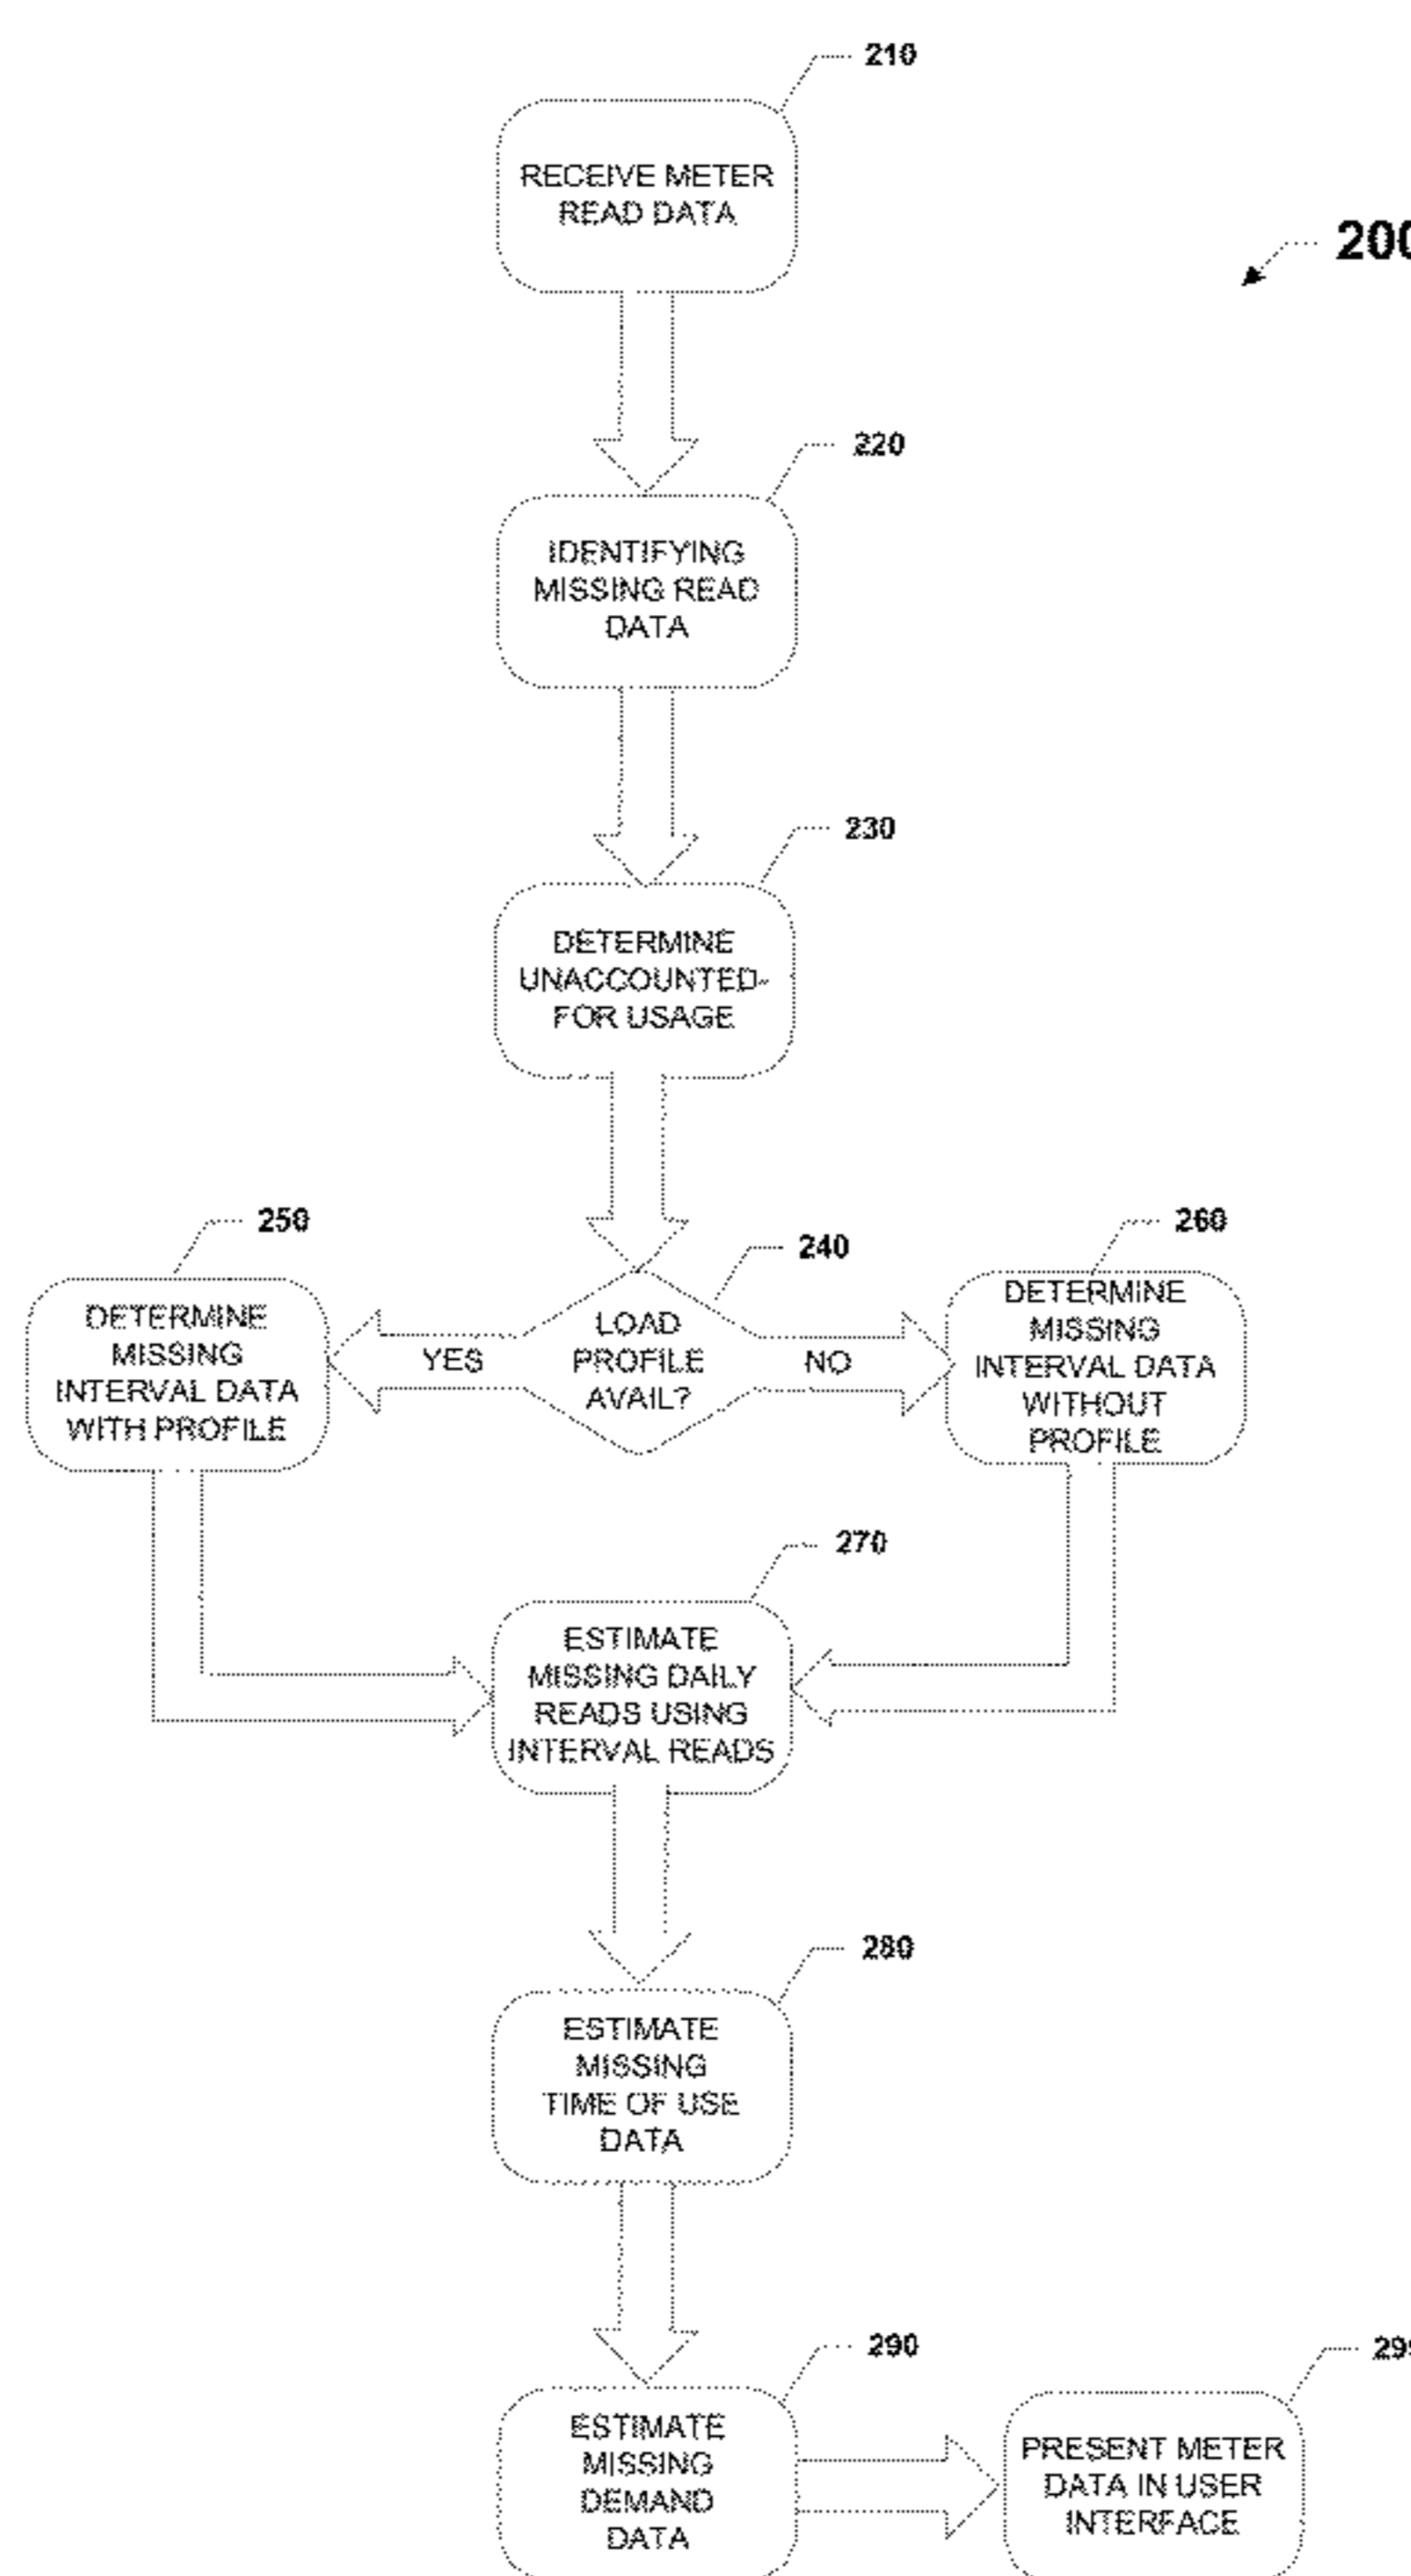 210
RECEIVE METER
READ DATA
200
220
IDENTIFYING
MISSING READ
DATA
230
DETERMINE
UNACCOUNTED-
FOR USAGE
250
DETERMINE
MISSING
INTERVAL DATA
WITH PROFILE
YES
240
LOAD
PROFILE
AVAIL?
NO
260
DETERMINE
MISSING
INTERVAL DATA
WITHOUT
PROFILE
270
ESTIMATE
MISSING DAILY
READS USING
INTERVAL READS
280
ESTIMATE
MISSING
TIME OF USE
DATA
290
ESTIMATE
MISSING
DEMAND
DATA
PRESENT METER
DATA IN USER
INTERFACE